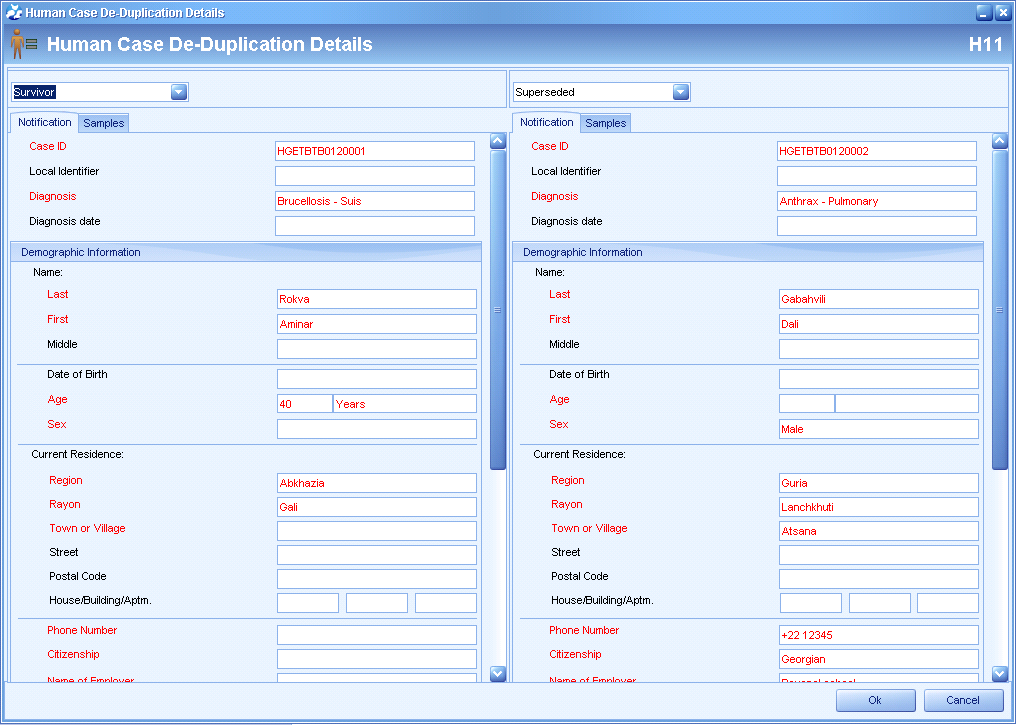 Human Case De-Duplication Details
Human Case De-Duplication Details H11
Survivor
Notification Samples
Case ID HGETBTB0120001
Local Identifier
Diagnosis Brucellosis - Suis
Diagnosis date
Demographic Information
Name:
Last Rokva
First Aminar
Middle
Date of Birth
Age 40 Years
Sex
Current Residence:
Region Abkhazia
Rayon Gali
Town or Village
Street
Postal Code
House/Building/Aptm.
Phone Number
Citizenship
Name of Employer
Superseded
Notification Samples
Case ID HGETBTB0120002
Local Identifier
Diagnosis Anthrax - Pulmonary
Diagnosis date
Demographic Information
Name:
Last Gabahvili
First Dali
Middle
Date of Birth
Age
Sex Male
Current Residence:
Region Guria
Rayon Lanchkhuti
Town or Village Atsana
Street
Postal Code
House/Building/Aptm.
Phone Number +22 12345
Citizenship Georgian
Name of Employer
Ok Cancel